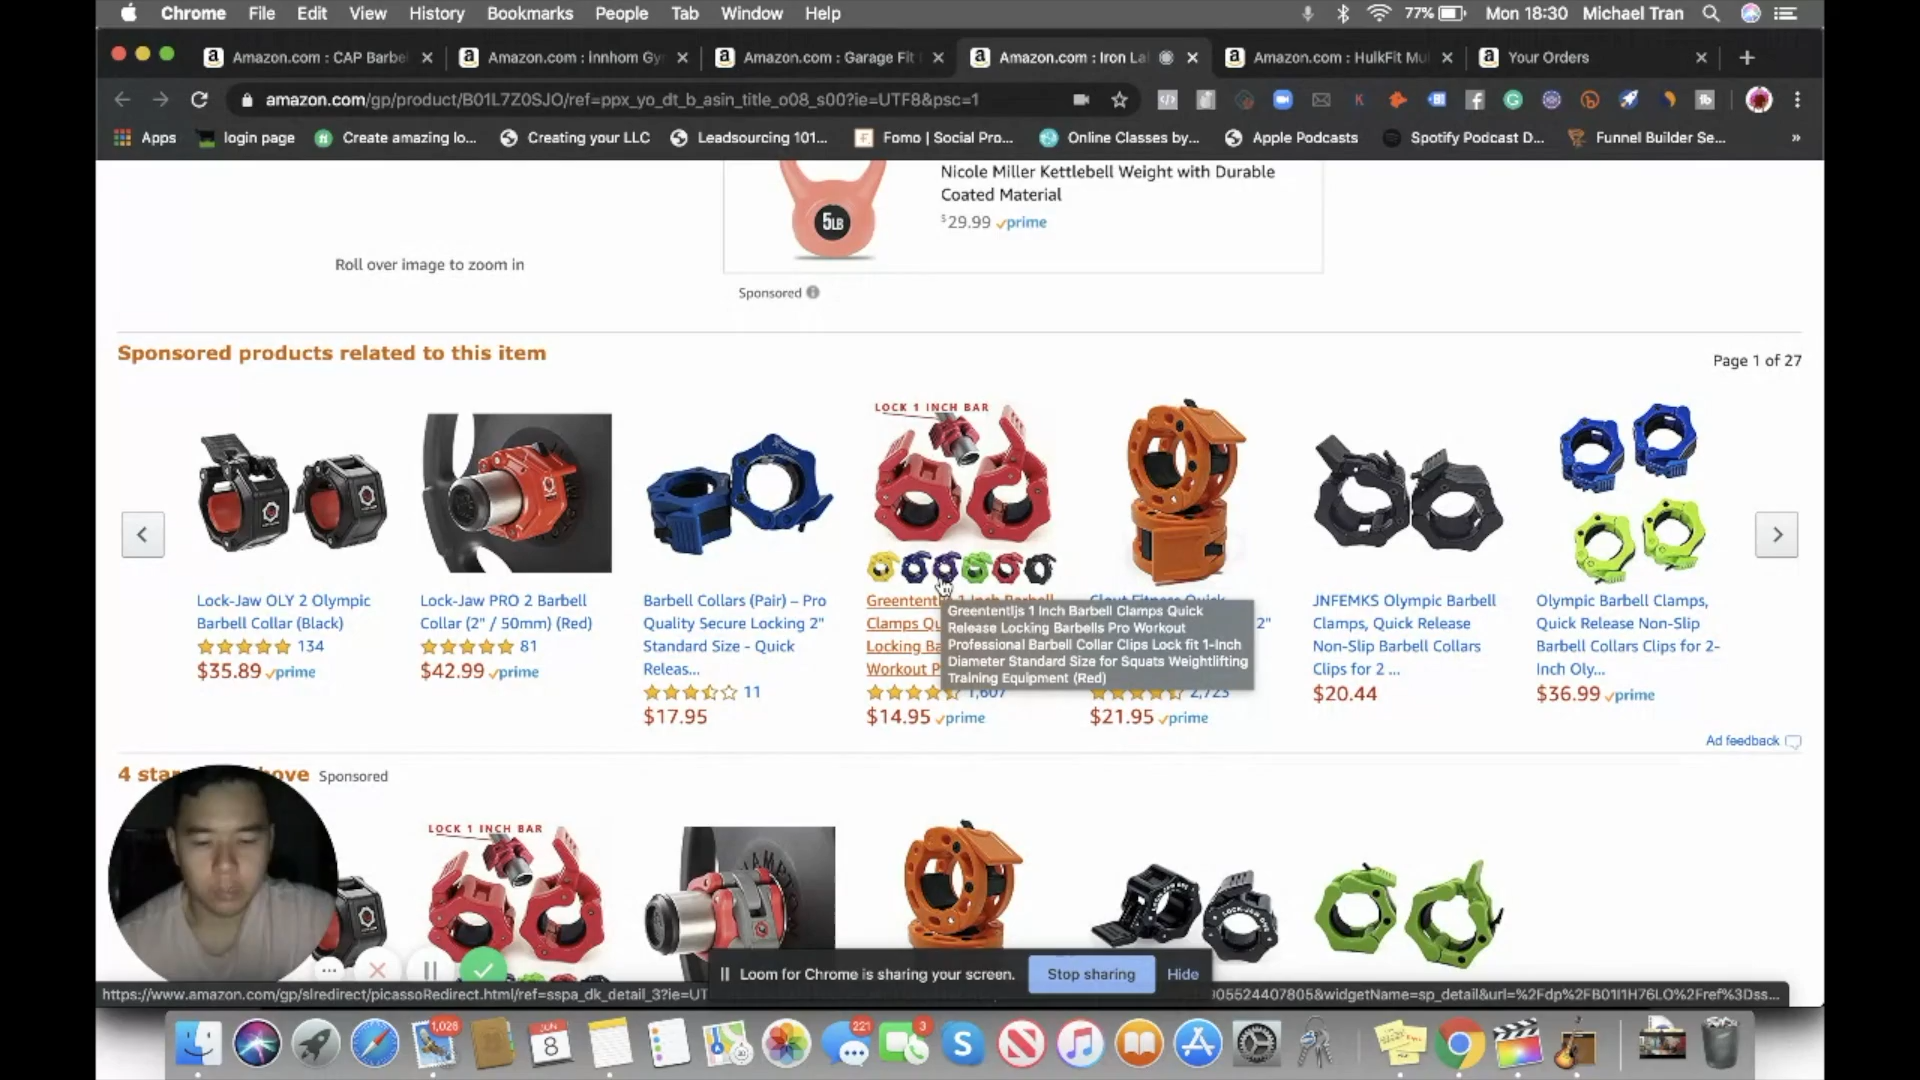 Chrome File Edit View History Bookmarks People Tab Window Help 77% Mon 18:30 Michael Tran
Amazon.com : CAP Barbe Amazon.com : Innhom Gy Amazon.com : Garage Fit Amazon.com : Iron La Amazon.com : HulkFit Mu Your Orders
amazon.com/gp/product/B01L7Z0SJO/ref=ppx_yo_dt_b_asin_title_o08_s00?ie=UTF8&psc=1
Apps login page Create amazing lo... Creating your LLC Leadsourcing 101... Fomo | Social Pro... Online Classes by... Apple Podcasts Spotify Podcast D... Funnel Builder Se... »
Nicole Miller Kettlebell Weight with Durable
Coated Material
$29.99 prime
5LB
Roll over image to zoom in
Sponsored
Sponsored products related to this item
Page 1 of 27
LOCK 1 INCH BAR
Lock-Jaw OLY 2 Olympic
Barbell Collar (Black)
134
$35.89 prime
Lock-Jaw PRO 2 Barbell
Collar (2" / 50mm) (Red)
81
$42.99 prime
Barbell Collars (Pair) – Pro
Quality Secure Locking 2"
Standard Size - Quick
Releas...
11
$17.95
Greententljs 1 Inch Barbell
Clamps Qu
Locking Ba
Workout P
1,607
$14.95 prime
Greententljs 1 Inch Barbell Clamps Quick
Release Locking Barbells Pro Workout
Professional Barbell Collar Clips Lock fit 1-Inch
Diameter Standard Size for Squats Weightlifting
Training Equipment (Red)
Clout Fitness Quick
2"
2,723
$21.95 prime
JNFEMKS Olympic Barbell
Clamps, Quick Release
Non-Slip Barbell Collars
Clips for 2 ...
$20.44
Olympic Barbell Clamps,
Quick Release Non-Slip
Barbell Collars Clips for 2-
Inch Oly...
$36.99 prime
Ad feedback
4 star ove Sponsored
LOCK 1 INCH BAR
Loom for Chrome is sharing your screen. Stop sharing Hide
https://www.amazon.com/gp/slredirect/picassoRedirect.html/ref=sspa_dk_detail_3?ie=UT 05524407805&widgetName=sp_detail&url=%2Fdp%2FB01I1H76LO%2Fref%3Dss...
1,026
JUN
8
221
3